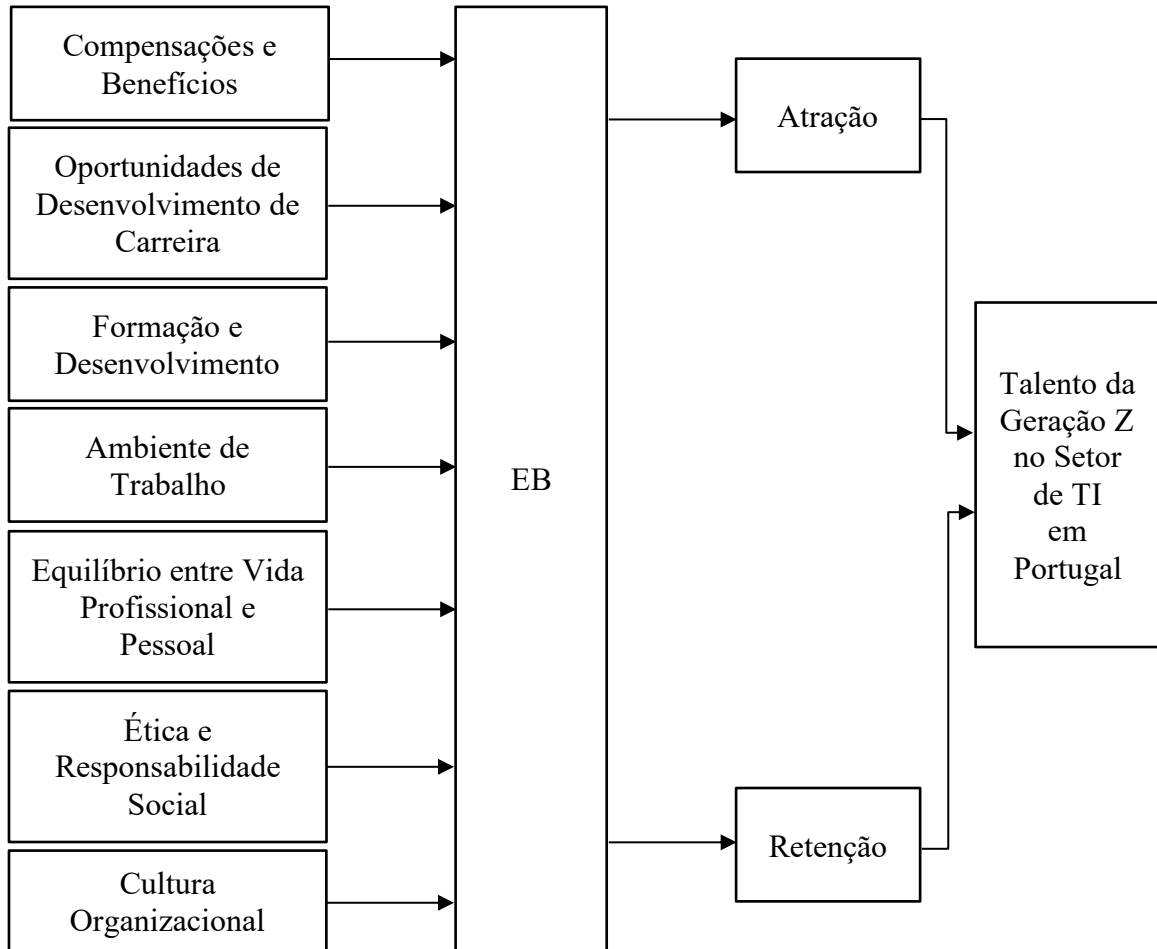 Compensações e
Benefícios
Oportunidades de
Desenvolvimento de
Carreira
Formação e
Desenvolvimento
Ambiente de
Trabalho
Equilíbrio entre Vida
Profissional e
Pessoal
Ética e
Responsabilidade
Social
Cultura
Organizacional
EB
Atração
Retenção
Talento da
Geração Z
no Setor
de TI
em
Portugal